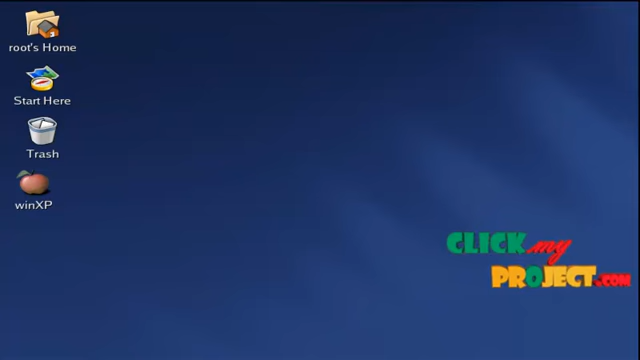 root's Home
Start Here
Trash
winXP
CLICK my
PROJECT.COM